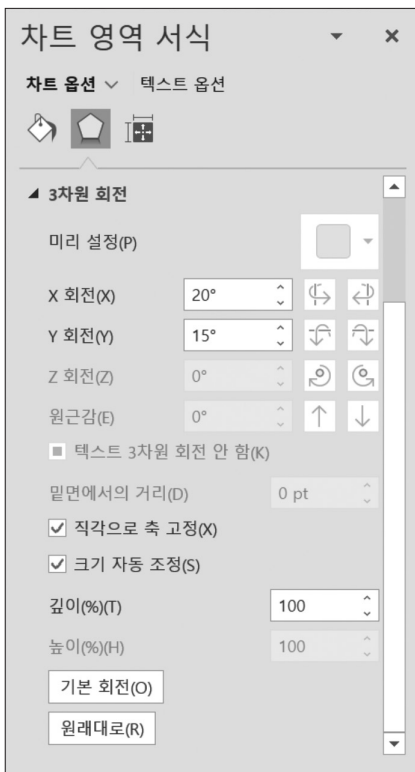 차트 영역 서식
차트 옵션 텍스트 옵션
3차원 회전
미리 설정(P)
X 회전(X) 20°
Y 회전(Y) 15°
Z 회전(Z) 0°
원근감(E) 0°
텍스트 3차원 회전 안 함(K)
밑면에서의 거리(D) 0 pt
직각으로 축 고정(X)
크기 자동 조정(S)
깊이(%)(T) 100
높이(%)(H) 100
기본 회전(O)
원래대로(R)